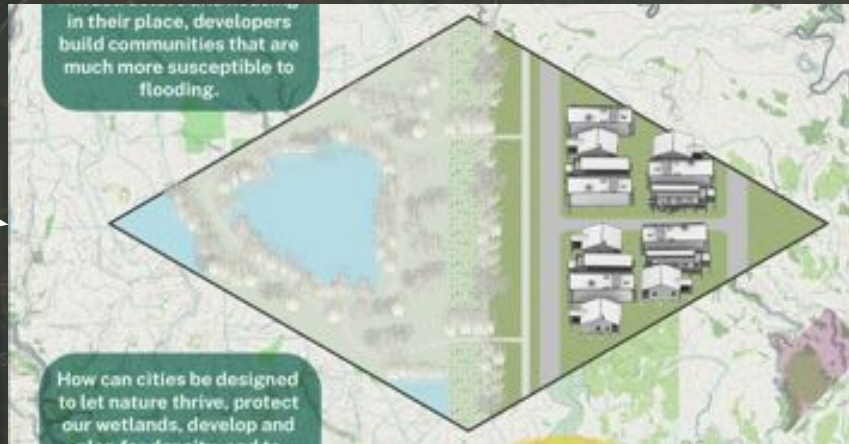 in their place, developers
build communities that are
much more susceptible to
flooding.
How can cities be designed
to let nature thrive, protect
our wetlands, develop and